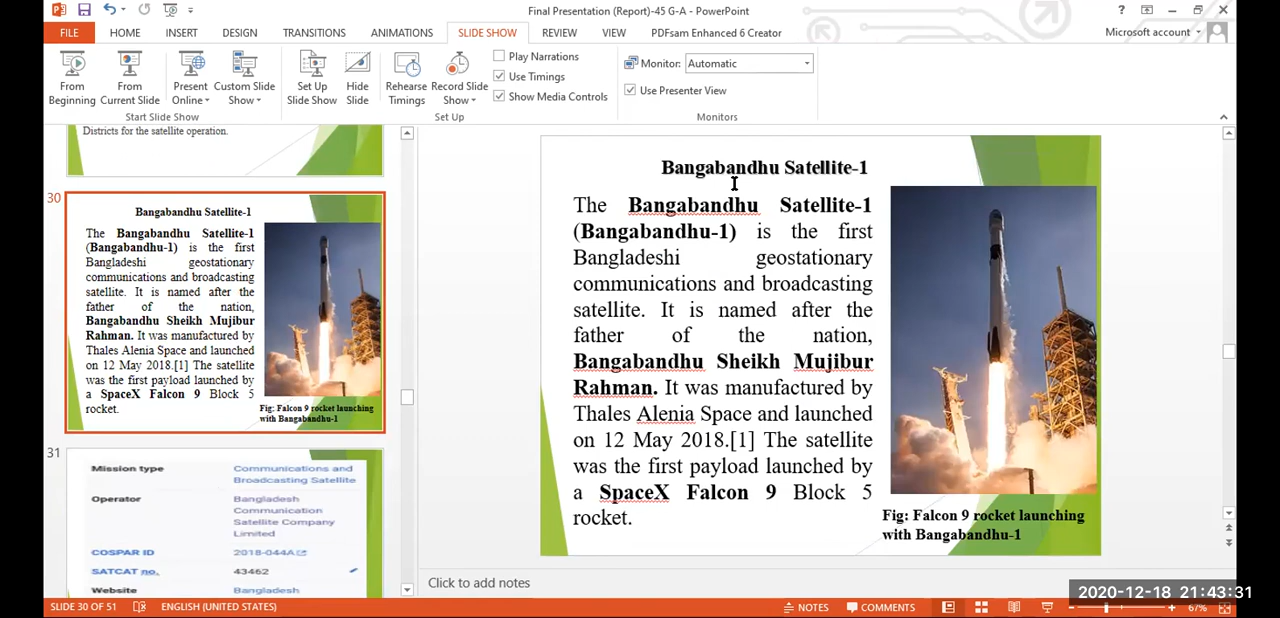 Final Presentation (Report)-45 G-A - PowerPoint
FILE HOME INSERT DESIGN TRANSITIONS ANIMATIONS SLIDE SHOW REVIEW VIEW PDFsam Enhanced 6 Creator Microsoft account
From Beginning
From Current Slide
Present Online
Custom Slide Show
Set Up Slide Show
Hide Slide
Rehearse Timings
Record Slide Show
Play Narrations
Use Timings
Show Media Controls
Monitor: Automatic
Use Presenter View
Start Slide Show
Set Up
Monitors
Districts for the satellite operation.
30
Bangabandhu Satellite-1
The Bangabandhu Satellite-1
(Bangabandhu-1) is the first
Bangladeshi geostationary
communications and broadcasting
satellite. It is named after the
father of the nation,
Bangabandhu Sheikh Mujibur
Rahman. It was manufactured by
Thales Alenia Space and launched
on 12 May 2018.[1] The satellite
was the first payload launched by
a SpaceX Falcon 9 Block 5
rocket.
Fig: Falcon 9 rocket launching
with Bangabandhu-1
31
Mission type Communications and
Broadcasting Satellite
Operator Bangladesh
Communication
Satellite Company
Limited
COSPAR ID 2018-044A
SATCAT no. 43462
Website Bangladesh
Bangabandhu Satellite-1
The Bangabandhu Satellite-1
(Bangabandhu-1) is the first
Bangladeshi geostationary
communications and broadcasting
satellite. It is named after the
father of the nation,
Bangabandhu Sheikh Mujibur
Rahman. It was manufactured by
Thales Alenia Space and launched
on 12 May 2018.[1] The satellite
was the first payload launched by
a SpaceX Falcon 9 Block 5
rocket.
Fig: Falcon 9 rocket launching
with Bangabandhu-1
Click to add notes
2020-12-18 21:43:31
SLIDE 30 OF 51 ENGLISH (UNITED STATES) NOTES COMMENTS 67%